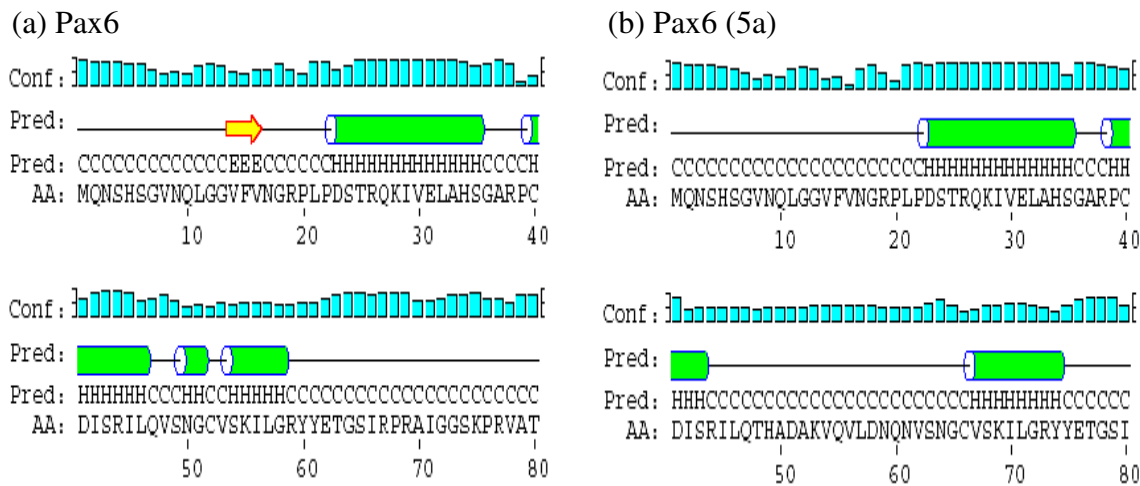 (a) Pax6
Conf:
Pred:
Pred: CCCCCCCCCCCCCEEECCCCCCHHHHHHHHHHHHHCCCCH
AA: MQNSHSGVNQLGGVFVNGRPLPDSTRQKIVELAHSGARPC
10 20 30 40
Conf:
Pred:
Pred: HHHHHHCCCHHCCHHHHHCCCCCCCCCCCCCCCCCCCCCC
AA: DISRILQVSNGCVSKILGRYYETGSIRPRAIGGSKPRVAT
50 60 70 80
(b) Pax6 (5a)
Conf:
Pred:
Pred: CCCCCCCCCCCCCCCCCCCCCCHHHHHHHHHHHHHCCCHH
AA: MQNSHSGVNQLGGVFVNGRPLPDSTRQKIVELAHSGARPC
10 20 30 40
Conf:
Pred:
Pred: HHHCCCCCCCCCCCCCCCCCCCCCCCHHHHHHHHCCCCCC
AA: DISRILQTHADAKVQVLDNQNVSNGCVSKILGRYYETGSI
50 60 70 80